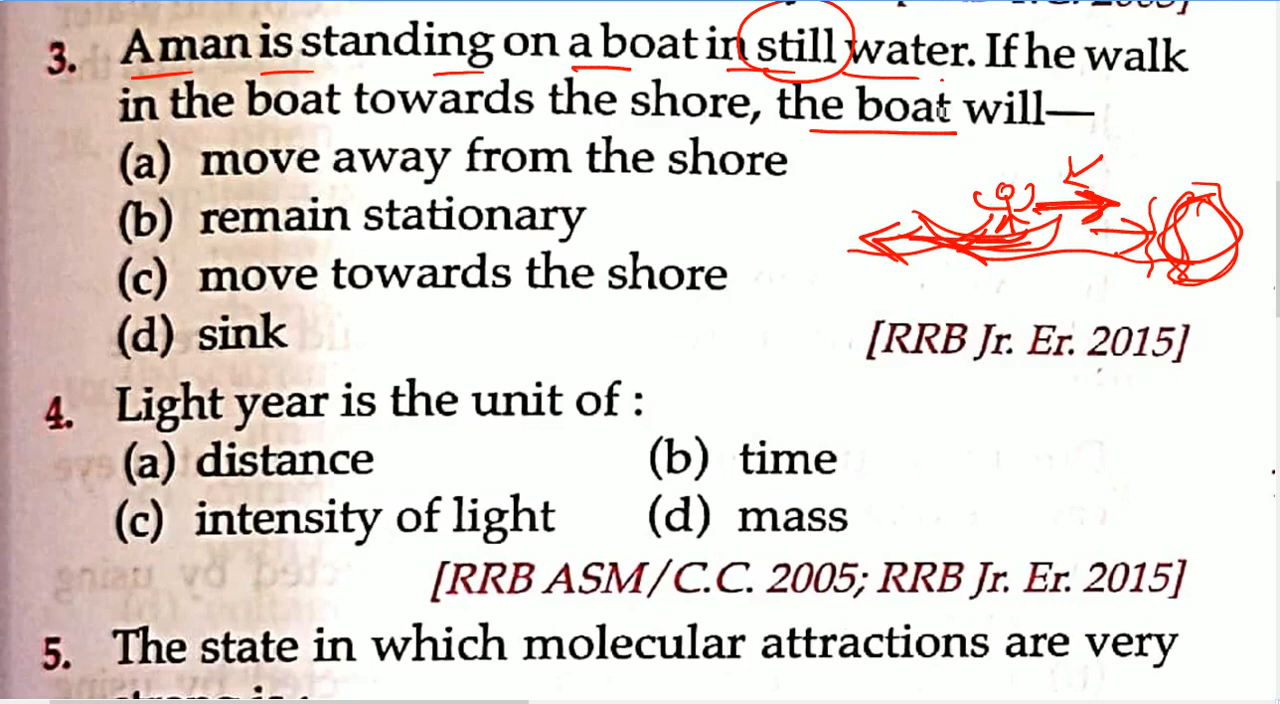 3. A man is standing on a boat in still water. If he walk
in the boat towards the shore, the boat will—
(a) move away from the shore
(b) remain stationary
(c) move towards the shore
(d) sink
[RRB Jr. Er. 2015]
4. Light year is the unit of :
(a) distance (b) time
(c) intensity of light (d) mass
[RRB ASM/C.C. 2005; RRB Jr. Er. 2015]
5. The state in which molecular attractions are very